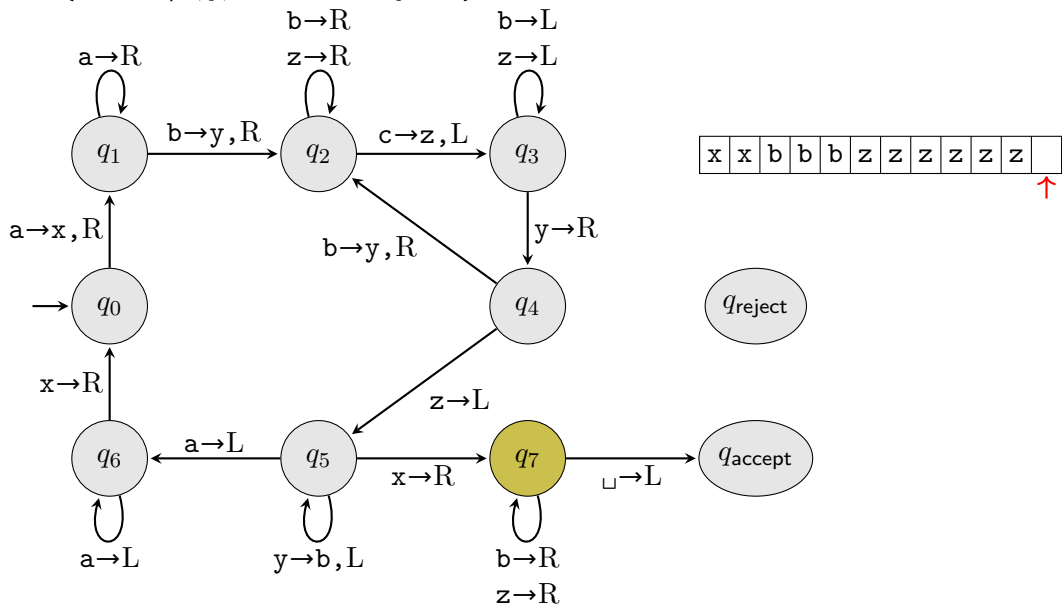 b→R b→L
a→R z→R z→L
q1 b→y,R q2 c→z,L q3
x x b b b z z z z z z
a→x,R b→y,R y→R
q0 q4 qreject
x→R z→L
q6 a→L q5 x→R q7 ␣→L qaccept
a→L y→b,L b→R
z→R